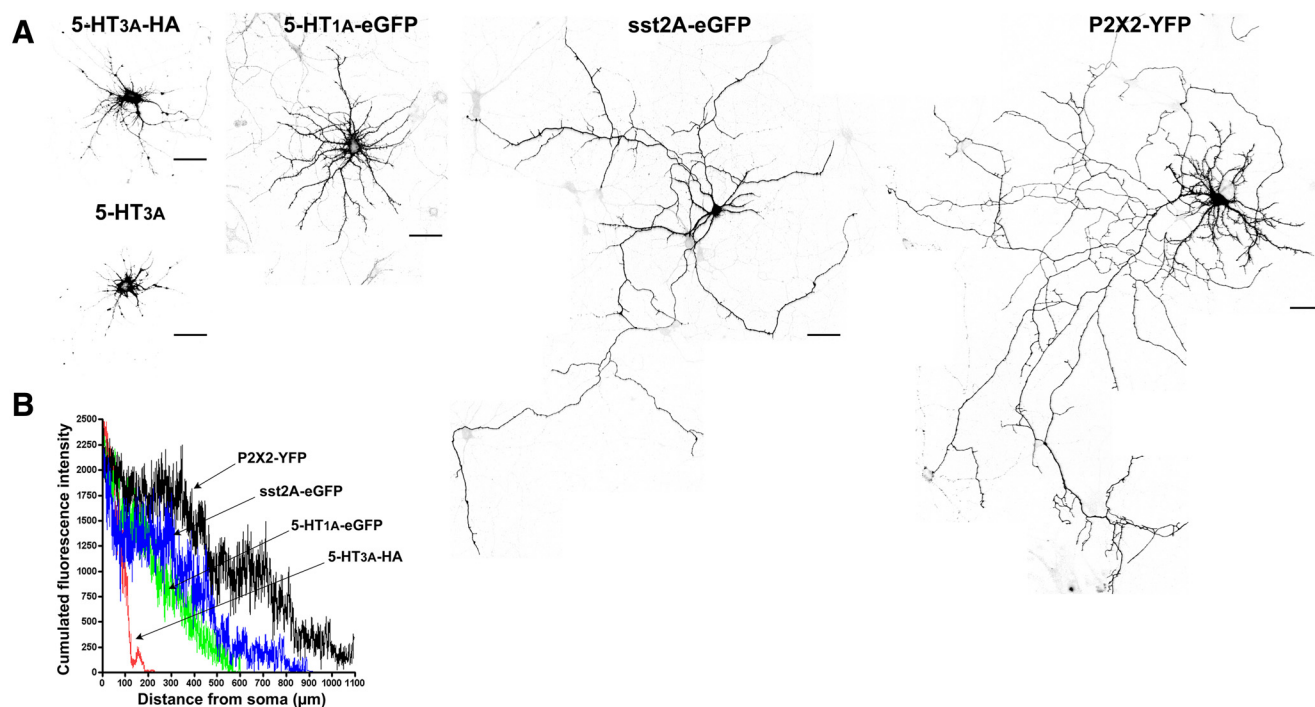 A
5-HT3A-HA
5-HT1A-eGFP
sst2A-eGFP
P2X2-YFP
5-HT3A
B
Cumulated fluorescence intensity
2500
2250
2000
1750
1500
1250
1000
750
500
250
0
P2X2-YFP
sst2A-eGFP
5-HT1A-eGFP
5-HT3A-HA
0 100 200 300 400 500 600 700 800 900 1000 1100
Distance from soma (µm)